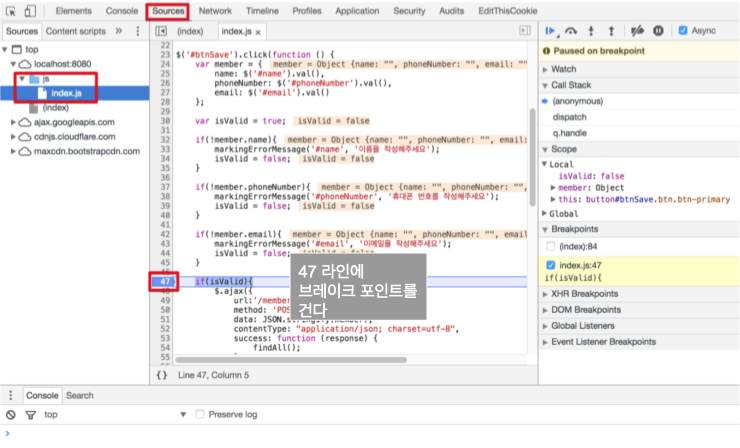 Elements Console Sources Network Timeline Profiles Application Security Audits EditThisCookie
Sources Content scripts »
(index) index.js ×
Async
Paused on breakpoint
top
localhost:8080
js
index.js
(index)
ajax.googleapis.com
cdnjs.cloudflare.com
maxcdn.bootstrapcdn.com
22
23 $('#btnSave').click(function () {
24 var member = { member = Object {name: "", phoneNumber: "", email: ""
25 name: $('#name').val(),
26 phoneNumber: $('#phoneNumber').val(),
27 email: $('#email').val()
28 };
29
30 var isValid = true; isValid = false
31
32 if(!member.name){ member = Object {name: "", phoneNumber: "", email:
33 markingErrorMessage('#name', '이름을 작성해주세요');
34 isValid = false; isValid = false
35 }
36
37 if(!member.phoneNumber){ member = Object {name: "", phoneNumber: "",
38 markingErrorMessage('#phoneNumber', '휴대폰 번호를 작성해주세요');
39 isValid = false; isValid = false
40 }
41
42 if(!member.email){ member = Object {name: "", phoneNumber: "", email
43 markingErrorMessage('#email', '이메일을 작성해주세요');
44 isValid = false; isValid = false
45 }
46
47 if(isValid){
48 $.ajax({
49 url:'/member
50 method: 'POS
51 data: JSON.
52 contentType: "application/json; charset=utf-8",
53 success: function (response) {
54 findAll();
55
47 라인에
브레이크 포인트를
건다
{} Line 47, Column 5
Watch
Call Stack
(anonymous)
dispatch
q.handle
Scope
Local
isValid: false
member: Object
this: button#btnSave.btn.btn-primary
Global
Breakpoints
(index):84
index.js:47
if(isValid){
XHR Breakpoints
DOM Breakpoints
Global Listeners
Event Listener Breakpoints
Console Search
top Preserve log